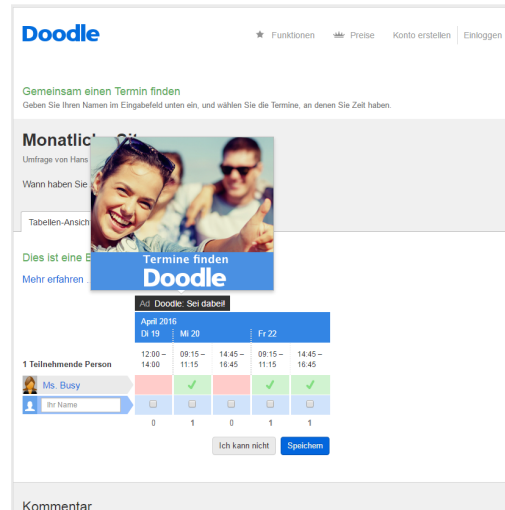 Doodle
Funktionen Preise Konto erstellen Einloggen
Gemeinsam einen Termin finden
Geben Sie Ihren Namen im Eingabefeld unten ein, und wählen Sie die Termine, an denen Sie Zeit haben.
Umfrage von Hans
Wann haben Sie
Dies ist eine
Mehr erfahren
Termine finden
Doodle
Ad Doodle: Sei dabei!
April 2016
Di 19 Mi 20 Fr 22
12:00 – 09:15 – 14:45 – 09:15 – 14:45 –
1 Teilnehmende Person 14:00 11:15 16:45 11:15 16:45
Ms. Busy
Ihr Name
0 1 0 1 1
Ich kann nicht Speichern
Kommentar